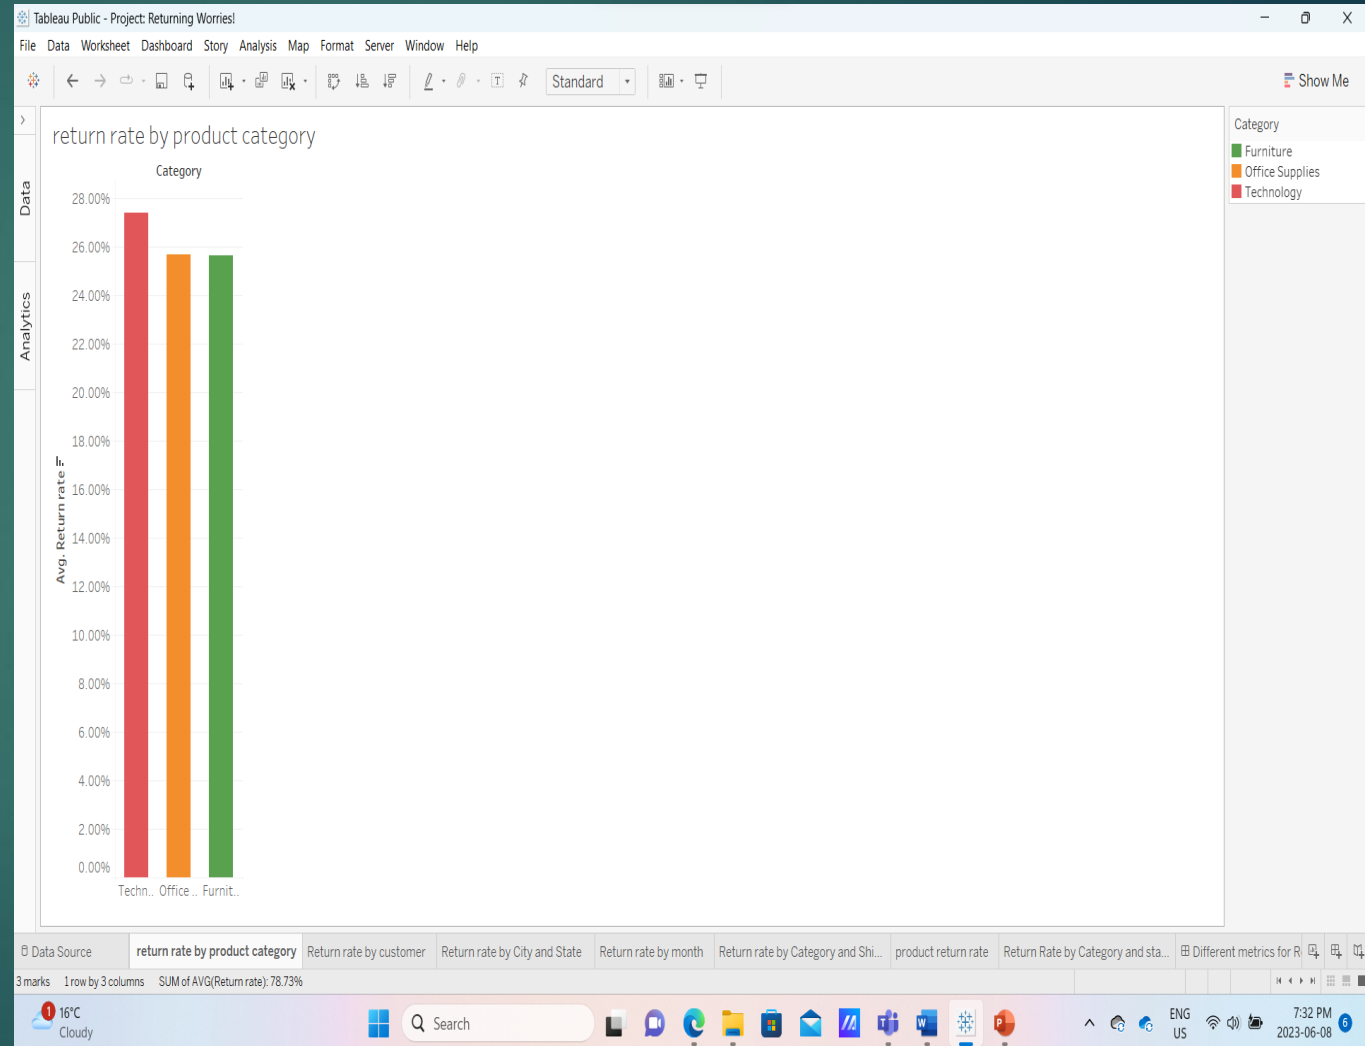 Tableau Public - Project: Returning Worries!
File Data Worksheet Dashboard Story Analysis Map Format Server Window Help
Standard
Show Me
Data
Analytics
return rate by product category
Category
28.00%
26.00%
24.00%
22.00%
20.00%
18.00%
16.00%
14.00%
12.00%
10.00%
8.00%
6.00%
4.00%
2.00%
0.00%
Avg. Return rate
Techn.. Office .. Furnit..
Category
Furniture
Office Supplies
Technology
Data Source return rate by product category Return rate by customer Return rate by City and State Return rate by month Return rate by Category and Shi... product return rate Return Rate by Category and sta... Different metrics for R
3 marks 1 row by 3 columns SUM of AVG(Return rate): 78.73%
1 16°C
Cloudy
Search
ENG
US
7:32 PM
2023-06-08
6